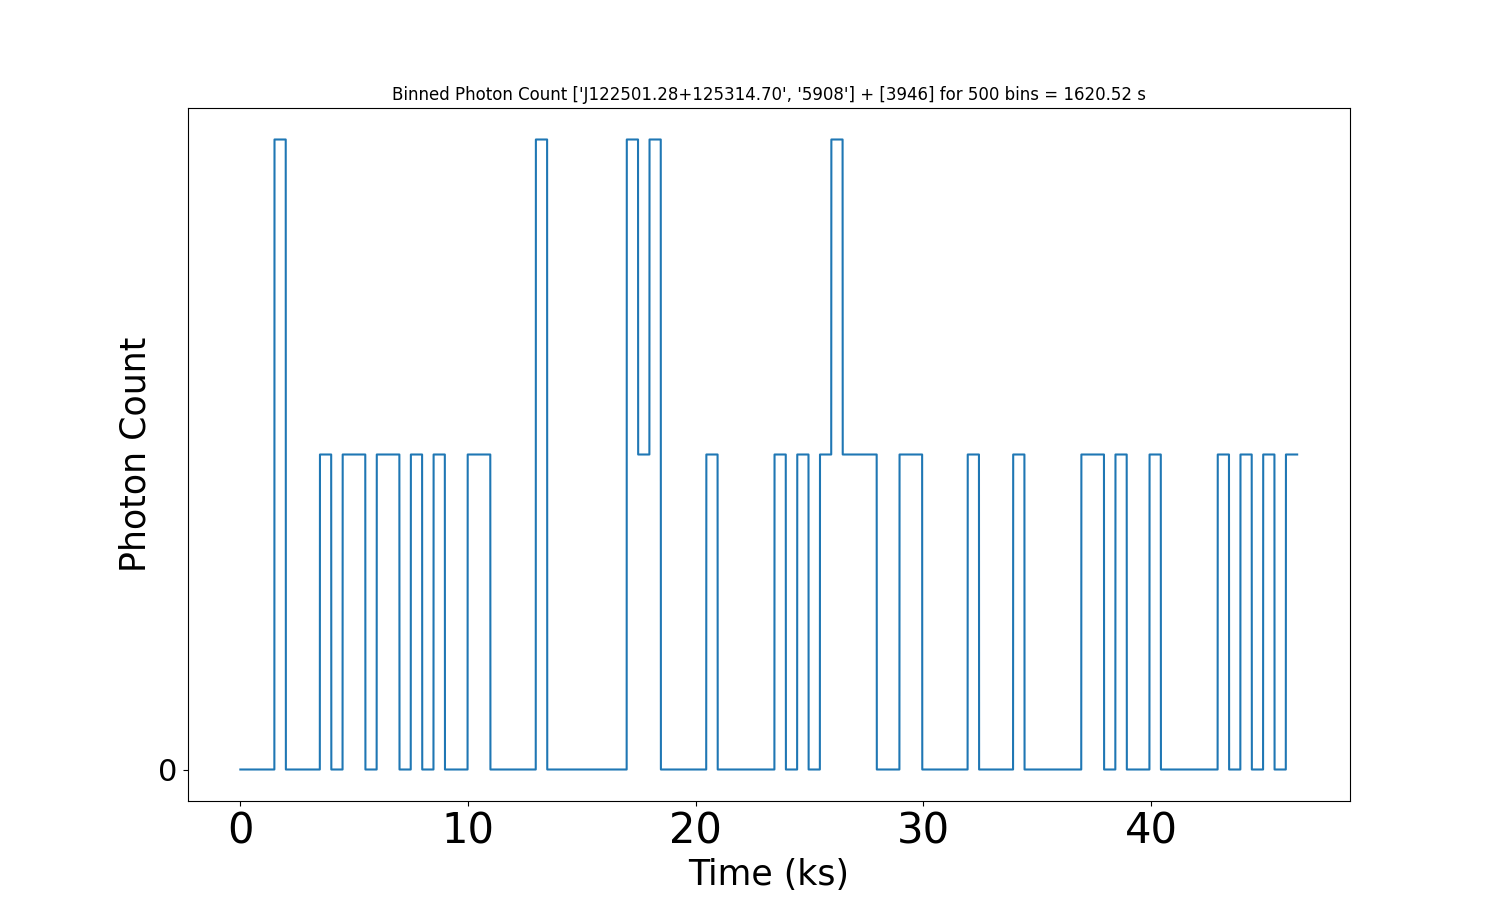 Binned Photon Count ['J122501.28+125314.70', '5908'] + [3946] for 500 bins = 1620.52 s
Photon Count
0
0 10 20 30 40
Time (ks)